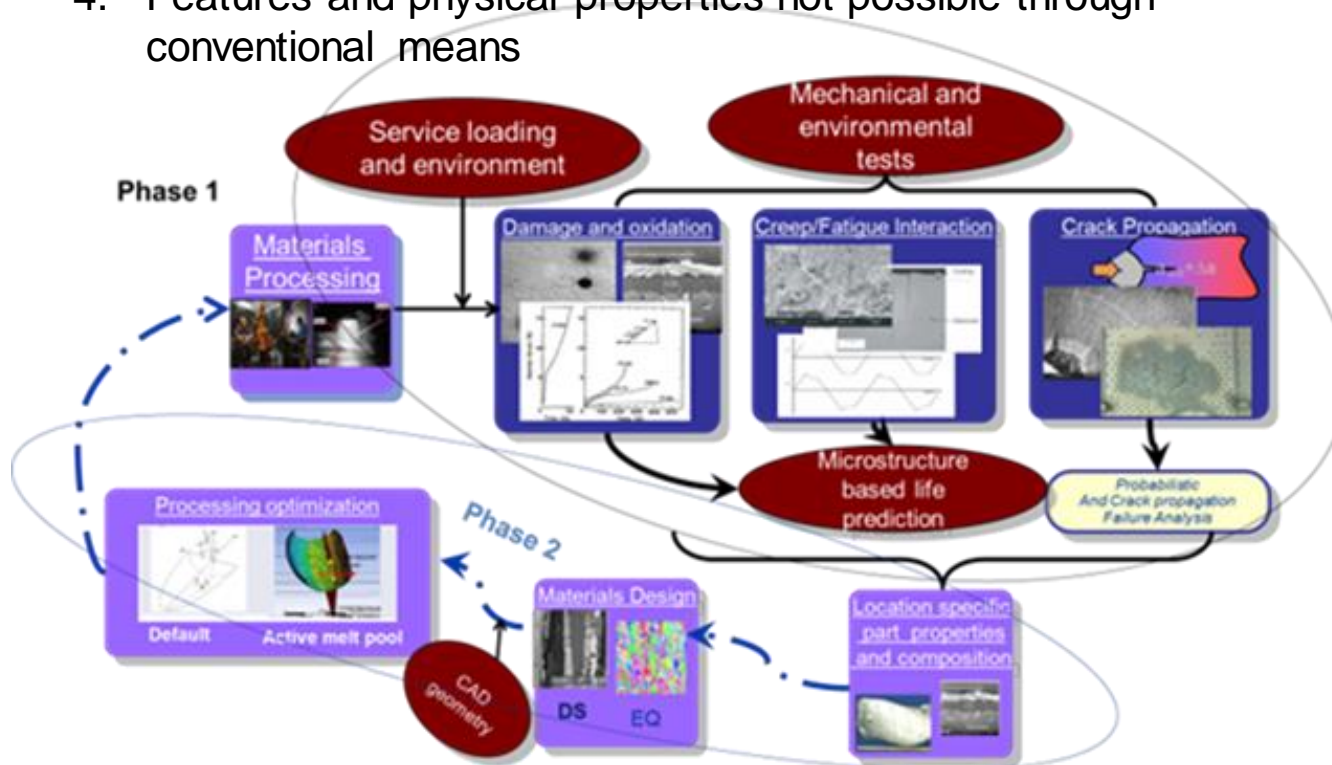 4. Features and physical properties not possible through
conventional means
Service loading
and environment
Mechanical and
environmental
tests
Phase 1
Materials
Processing
Damage and oxidation
Creep/Fatigue Interaction
Crack Propagation
Microstructure
based life
prediction
Probabilistic
And Crack propagation
Failure Analysis
Processing optimization
Default
Active melt pool
Phase 2
CAD
geometry
Materials Design
DS
EQ
Location specific
part properties
and composition